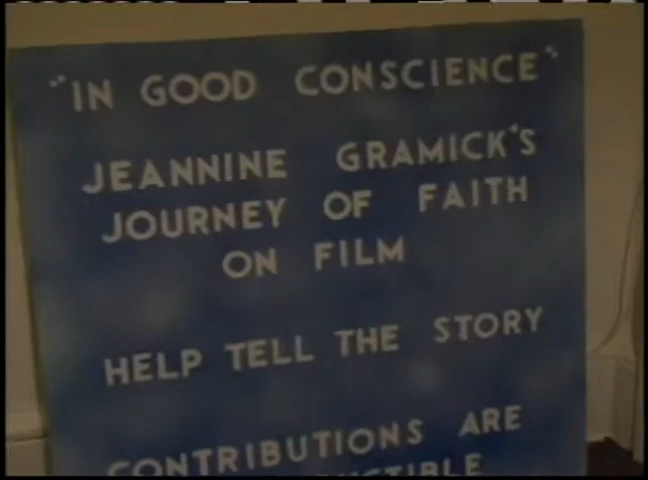 "IN GOOD CONSCIENCE"
JEANNINE GRAMICK'S
JOURNEY OF FAITH
ON FILM
HELP TELL THE STORY
CONTRIBUTIONS ARE